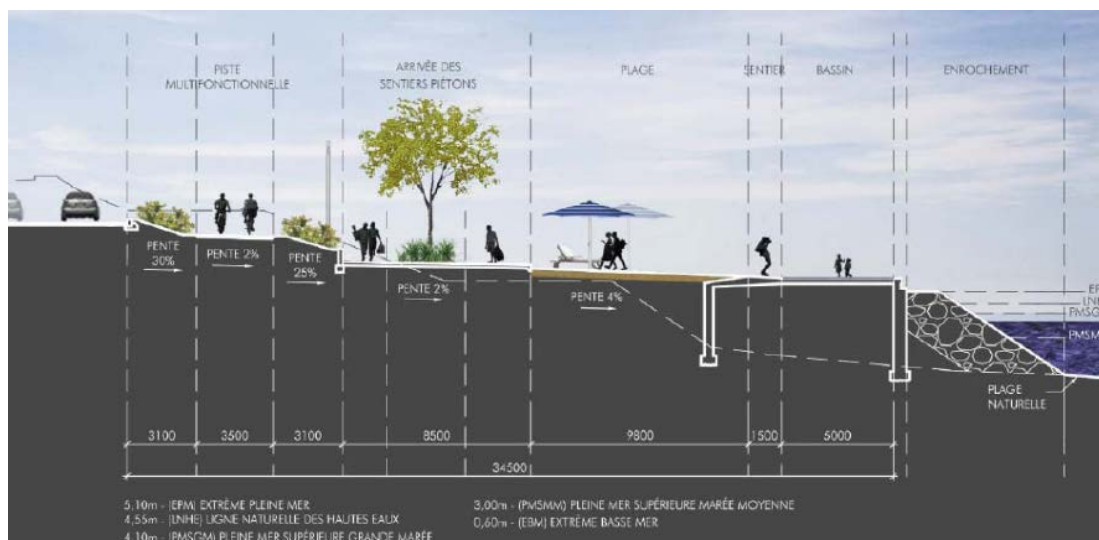 PISTE
MULTIFONCTIONNELLE
ARRIVÉE DES
SENTIERS PIÉTONS
PLAGE
SENTIER
BASSIN
ENROCHEMENT
PENTE
30%
PENTE 2%
PENTE
25%
PENTE 2%
PENTE 4%
LNH
PMSG
PMSM
PLAGE
NATURELLE
3100
3500
3100
8500
9800
1500
5000
34500
5,10m - (EPM) EXTRÊME PLEINE MER
4,55m - (LNHE) LIGNE NATURELLE DES HAUTES EAUX
4,10m - (PMSGM) PLEINE MER SUPÉRIEURE GRANDE MARÉE
3,00m - (PMSMM) PLEINE MER SUPÉRIEURE MARÉE MOYENNE
0,60m - (EBM) EXTRÊME BASSE MER